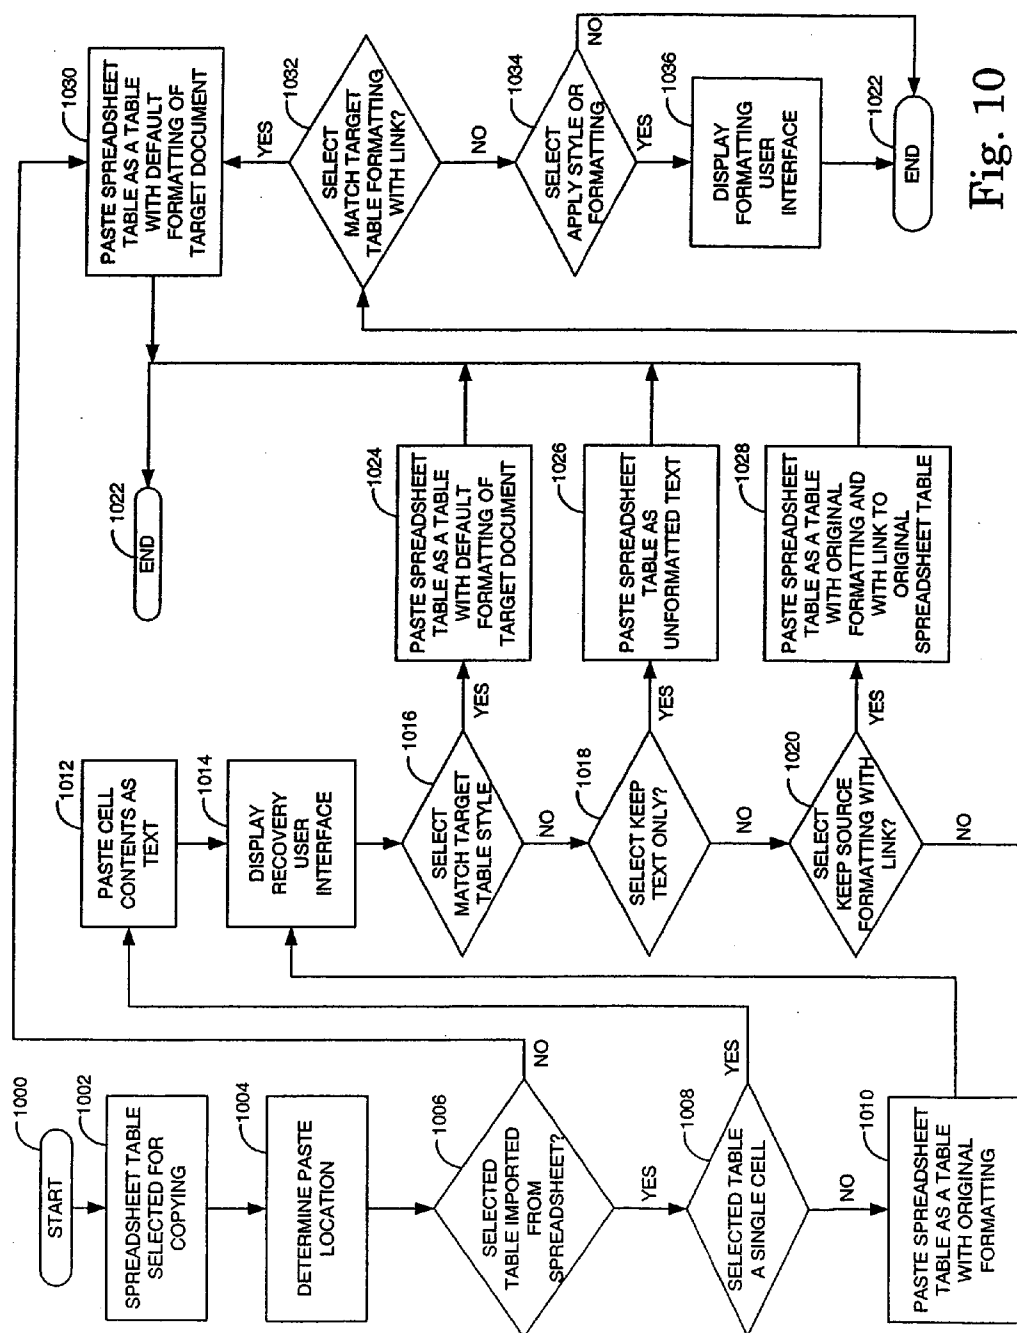 1000
START
1002
SPREADSHEET TABLE
SELECTED FOR
COPYING
1004
DETERMINE PASTE
LOCATION
1006
SELECTED
TABLE IMPORTED
FROM
SPREADSHEET?
NO
YES
1008
SELECTED TABLE
A SINGLE CELL
YES
NO
1010
PASTE SPREADSHEET
TABLE AS A TABLE
WITH ORIGINAL
FORMATTING
1012
PASTE CELL
CONTENTS AS
TEXT
1014
DISPLAY
RECOVERY
USER
INTERFACE
1016
SELECT
MATCH TARGET
TABLE STYLE
YES
NO
1018
SELECT KEEP
TEXT ONLY?
YES
NO
1020
SELECT
KEEP SOURCE
FORMATTING WITH
LINK?
YES
NO
1022
END
1024
PASTE SPREADSHEET
TABLE AS A TABLE
WITH DEFAULT
FORMATTING OF
TARGET DOCUMENT
1026
PASTE SPREADSHEET
TABLE AS
UNFORMATTED TEXT
1028
PASTE SPREADSHEET
TABLE AS A TABLE
WITH ORIGINAL
FORMATTING AND
WITH LINK TO
ORIGINAL
SPREADSHEET TABLE
1030
PASTE SPREADSHEET
TABLE AS A TABLE
WITH DEFAULT
FORMATTING OF
TARGET DOCUMENT
YES
1032
SELECT
MATCH TARGET
TABLE FORMATTING
WITH LINK?
NO
1034
SELECT
APPLY STYLE OR
FORMATTING
NO
YES
1036
DISPLAY
FORMATTING
USER
INTERFACE
1022
END
Fig. 10